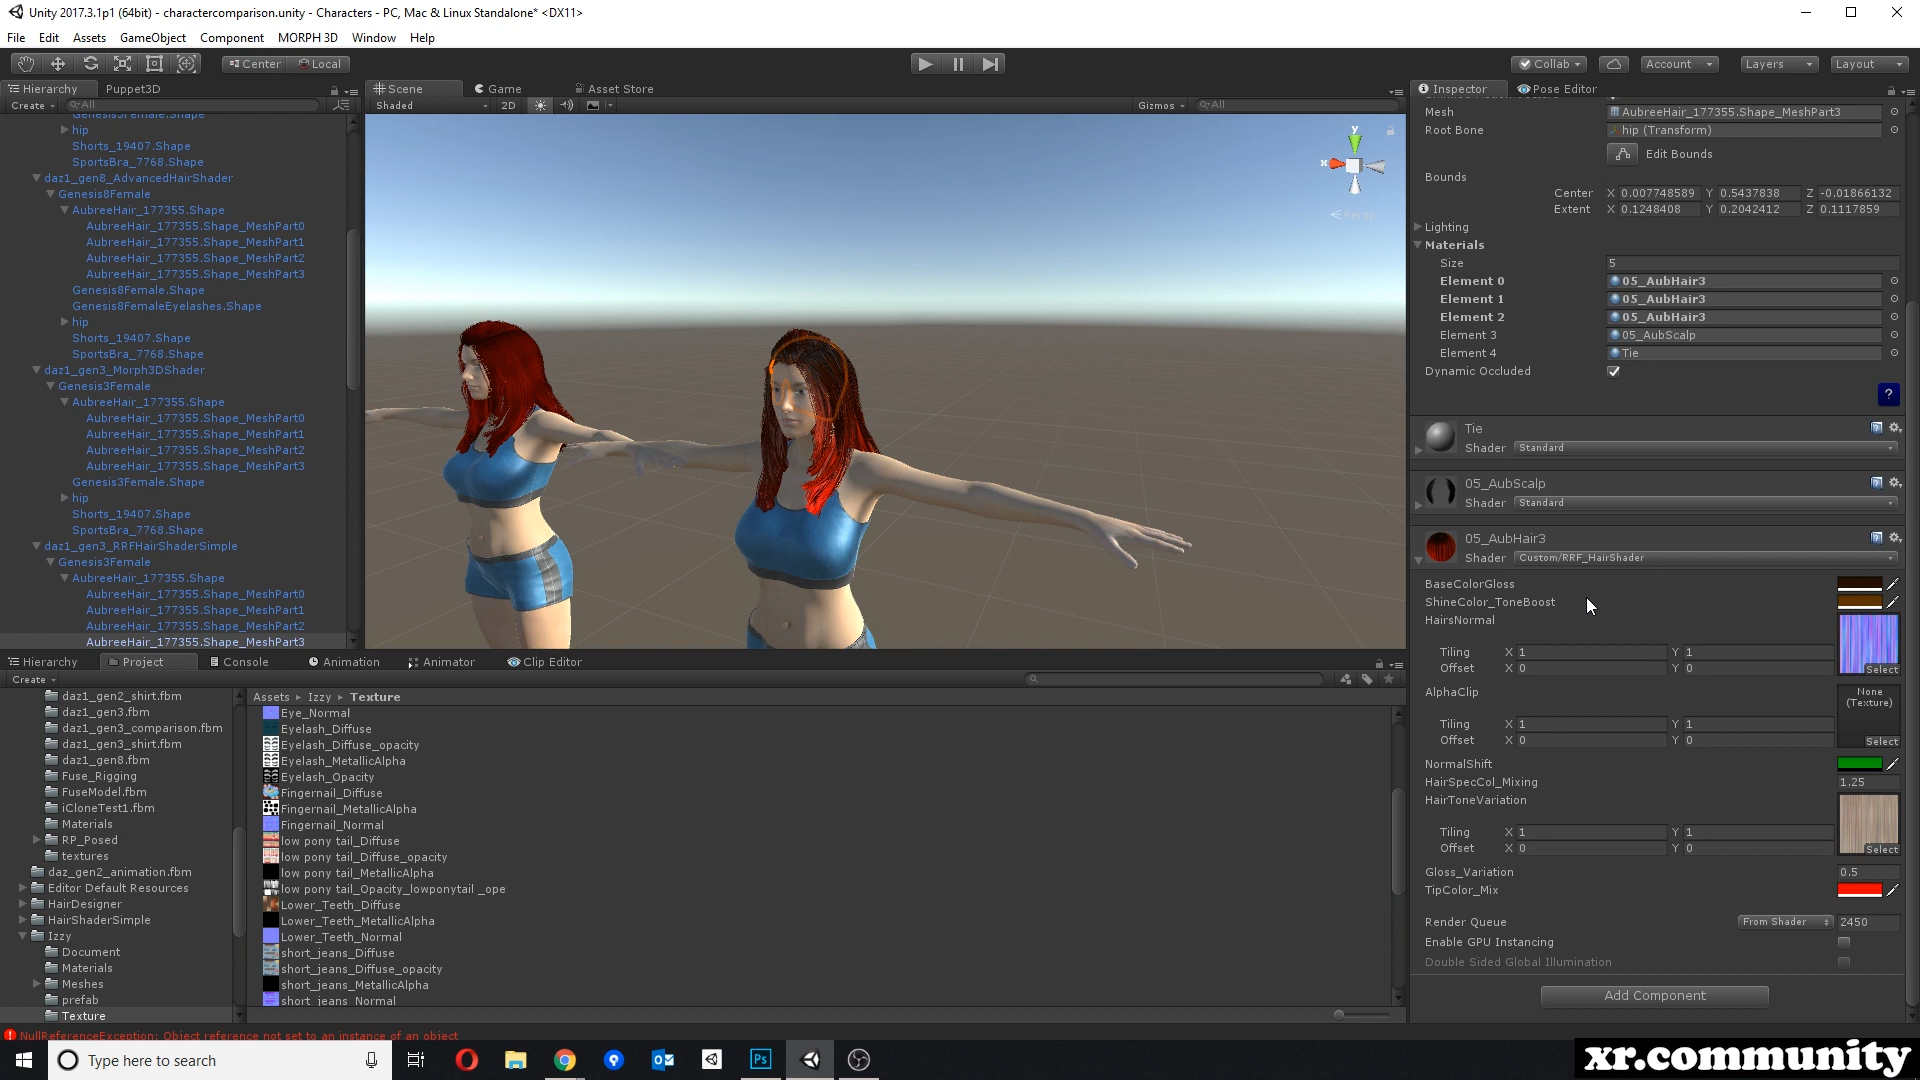 Unity 2017.3.1p1 (64bit) - charactercomparison.unity - Characters - PC, Mac & Linux Standalone* <DX11>
File Edit Assets GameObject Component MORPH 3D Window Help
Center Local Collab Account Layers Layout
Hierarchy Puppet3D
Create All
Genesis3Female.Shape
hip
Shorts_19407.Shape
SportsBra_7768.Shape
daz1_gen8_AdvancedHairShader
Genesis8Female
AubreeHair_177355.Shape
AubreeHair_177355.Shape_MeshPart0
AubreeHair_177355.Shape_MeshPart1
AubreeHair_177355.Shape_MeshPart2
AubreeHair_177355.Shape_MeshPart3
Genesis8Female.Shape
Genesis8FemaleEyelashes.Shape
hip
Shorts_19407.Shape
SportsBra_7768.Shape
daz1_gen3_Morph3DShader
Genesis3Female
AubreeHair_177355.Shape
AubreeHair_177355.Shape_MeshPart0
AubreeHair_177355.Shape_MeshPart1
AubreeHair_177355.Shape_MeshPart2
AubreeHair_177355.Shape_MeshPart3
Genesis3Female.Shape
hip
Shorts_19407.Shape
SportsBra_7768.Shape
daz1_gen3_RRFHairShaderSimple
Genesis3Female
AubreeHair_177355.Shape
AubreeHair_177355.Shape_MeshPart0
AubreeHair_177355.Shape_MeshPart1
AubreeHair_177355.Shape_MeshPart2
AubreeHair_177355.Shape_MeshPart3
Scene Game Asset Store
Shaded 2D Gizmos All
y
x
Persp
Inspector Pose Editor
Mesh AubreeHair_177355.Shape_MeshPart3
Root Bone hip (Transform)
Edit Bounds
Bounds
Center X 0.007748589 Y 0.5437838 Z -0.01866132
Extent X 0.1248408 Y 0.2042412 Z 0.1117859
Lighting
Materials
Size 5
Element 0 05_AubHair3
Element 1 05_AubHair3
Element 2 05_AubHair3
Element 3 05_AubScalp
Element 4 Tie
Dynamic Occluded
?
Tie
Shader Standard
05_AubScalp
Shader Standard
05_AubHair3
Shader Custom/RRF_HairShader
BaseColorGloss
ShineColor_ToneBoost
HairsNormal
Tiling X 1 Y 1
Offset X 0 Y 0
Select
AlphaClip
None (Texture)
Tiling X 1 Y 1
Offset X 0 Y 0
Select
NormalShift
HairSpecCol_Mixing 1.25
HairToneVariation
Tiling X 1 Y 1
Offset X 0 Y 0
Select
Gloss_Variation 0.5
TipColor_Mix
Render Queue From Shader 2450
Enable GPU Instancing
Double Sided Global Illumination
Add Component
Hierarchy Project Console Animation Animator Clip Editor
Create
daz1_gen2_shirt.fbm
daz1_gen3.fbm
daz1_gen3_comparison.fbm
daz1_gen3_shirt.fbm
daz1_gen8.fbm
Fuse_Rigging
FuseModel.fbm
iCloneTest1.fbm
Materials
RP_Posed
textures
daz_gen2_animation.fbm
Editor Default Resources
HairDesigner
HairShaderSimple
Izzy
Document
Materials
Meshes
prefab
Texture
Assets Izzy Texture
Eye_Normal
Eyelash_Diffuse
Eyelash_Diffuse_opacity
Eyelash_MetallicAlpha
Eyelash_Opacity
Fingernail_Diffuse
Fingernail_MetallicAlpha
Fingernail_Normal
low pony tail_Diffuse
low pony tail_Diffuse_opacity
low pony tail_MetallicAlpha
low pony tail_Opacity_lowponytail _ope
Lower_Teeth_Diffuse
Lower_Teeth_MetallicAlpha
Lower_Teeth_Normal
short_jeans_Diffuse
short_jeans_Diffuse_opacity
short_jeans_MetallicAlpha
short_jeans_Normal
NullReferenceException: Object reference not set to an instance of an object
Type here to search
Ps
xr.community